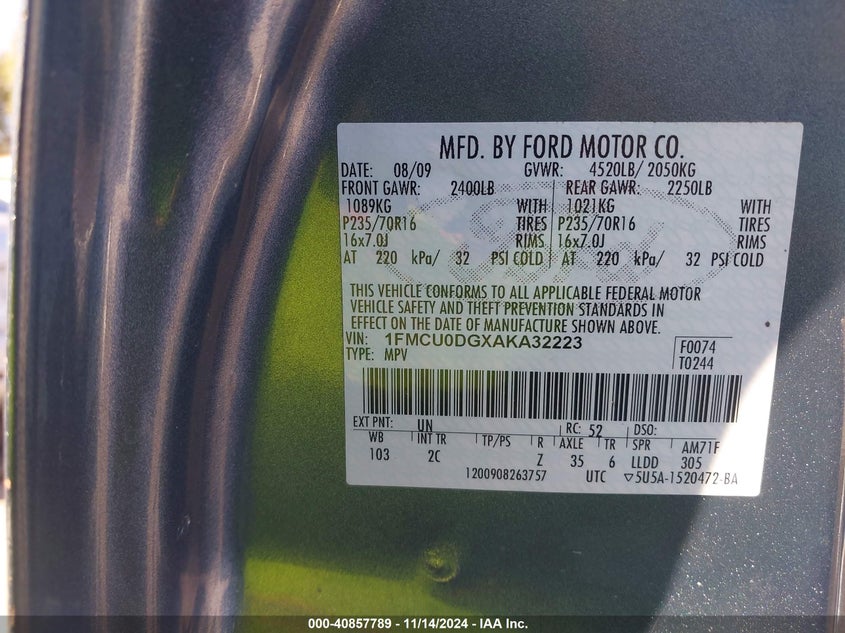 MFD. BY FORD MOTOR CO.
DATE: 08/09 GVWR: 4520LB/ 2050KG
FRONT GAWR: 2400LB REAR GAWR: 2250LB
1089KG WITH 1021KG WITH
P235/70R16 TIRES P235/70R16 TIRES
16x7.0J RIMS 16x7.0J RIMS
AT 220 kPa/ 32 PSI COLD AT 220 kPa/ 32 PSI COLD
THIS VEHICLE CONFORMS TO ALL APPLICABLE FEDERAL MOTOR
VEHICLE SAFETY AND THEFT PREVENTION STANDARDS IN
EFFECT ON THE DATE OF MANUFACTURE SHOWN ABOVE.
VIN: 1FMCU0DGXAKA32223 F0074
TYPE: MPV T0244
EXT PNT: UN RC: 52 DSO:
WB INT TR TP/PS R AXLE TR SPR AM71F
103 2C Z 35 6 LLDD 305
1200908263757 UTC ▽5U5A-1520472-BA
000-40857789 - 11/14/2024 - IAA Inc.